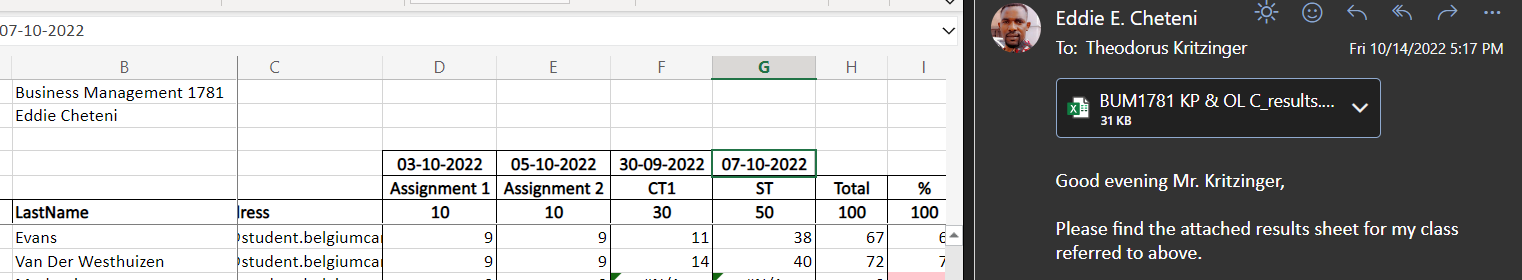 07-10-2022
B C D E F G H I
Business Management 1781
Eddie Cheteni
03-10-2022 05-10-2022 30-09-2022 07-10-2022
Assignment 1 Assignment 2 CT1 ST Total %
LastName dress 10 10 30 50 100 100
Evans @student.belgiumcar 9 9 11 38 67 6
Van Der Westhuizen @student.belgiumcar 9 9 14 40 72 7
Eddie E. Cheteni
To: Theodorus Kritzinger Fri 10/14/2022 5:17 PM
BUM1781 KP & OL C_results....
31 KB
Good evening Mr. Kritzinger,
Please find the attached results sheet for my class
referred to above.